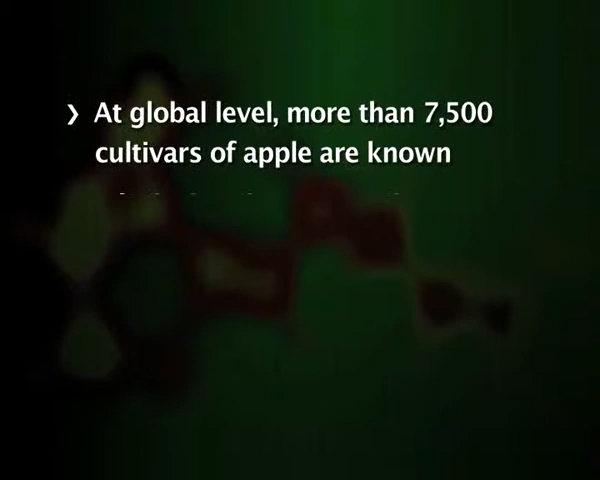 ❯ At global level, more than 7,500
cultivars of apple are known